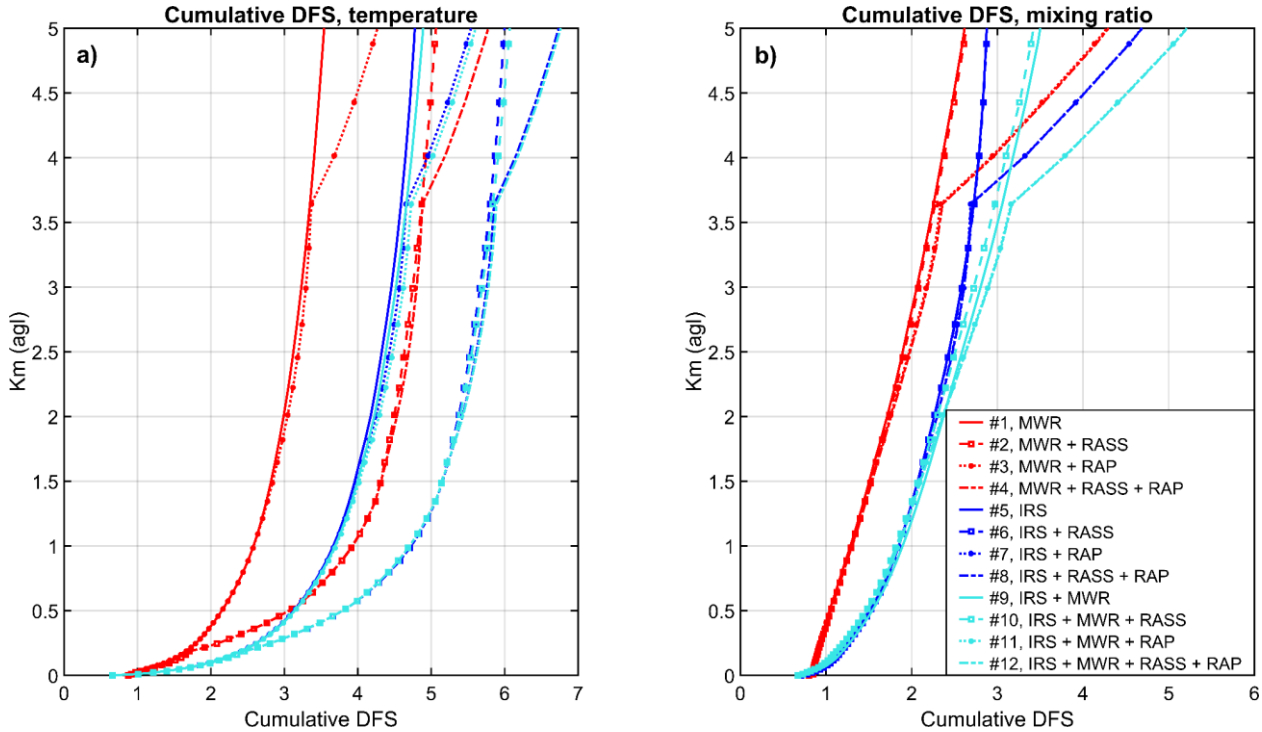 Cumulative DFS, temperature
a)
5
4.5
4
3.5
3
2.5
2
1.5
1
0.5
0
Km (agl)
0 1 2 3 4 5 6 7
Cumulative DFS
Cumulative DFS, mixing ratio
b)
5
4.5
4
3.5
3
2.5
2
1.5
1
0.5
0
Km (agl)
#1, MWR
#2, MWR + RASS
#3, MWR + RAP
#4, MWR + RASS + RAP
#5, IRS
#6, IRS + RASS
#7, IRS + RAP
#8, IRS + RASS + RAP
#9, IRS + MWR
#10, IRS + MWR + RASS
#11, IRS + MWR + RAP
#12, IRS + MWR + RASS + RAP
0 1 2 3 4 5 6
Cumulative DFS